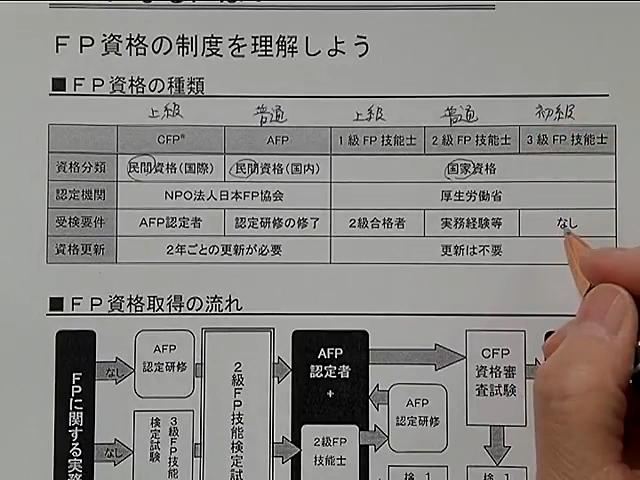 FP資格の制度を理解しよう
■FP資格の種類
上級 普通 上級 普通 初級
CFP® AFP 1級FP技能士 2級FP技能士 3級FP技能士
資格分類 民間資格(国際) 民間資格(国内) 国家資格
認定機関 NPO法人日本FP協会 厚生労働省
受検要件 AFP認定者 認定研修の修了 2級合格者 実務経験等 なし
資格更新 2年ごとの更新が必要 更新は不要
■FP資格取得の流れ
FPに関する実務
なし
なし
AFP
認定研修
3級FP技能
検定試験
2級FP技能検定試
AFP
認定者
+
2級FP
技能士
AFP
認定研修
CFP
資格審
査試験
検 1
検 1